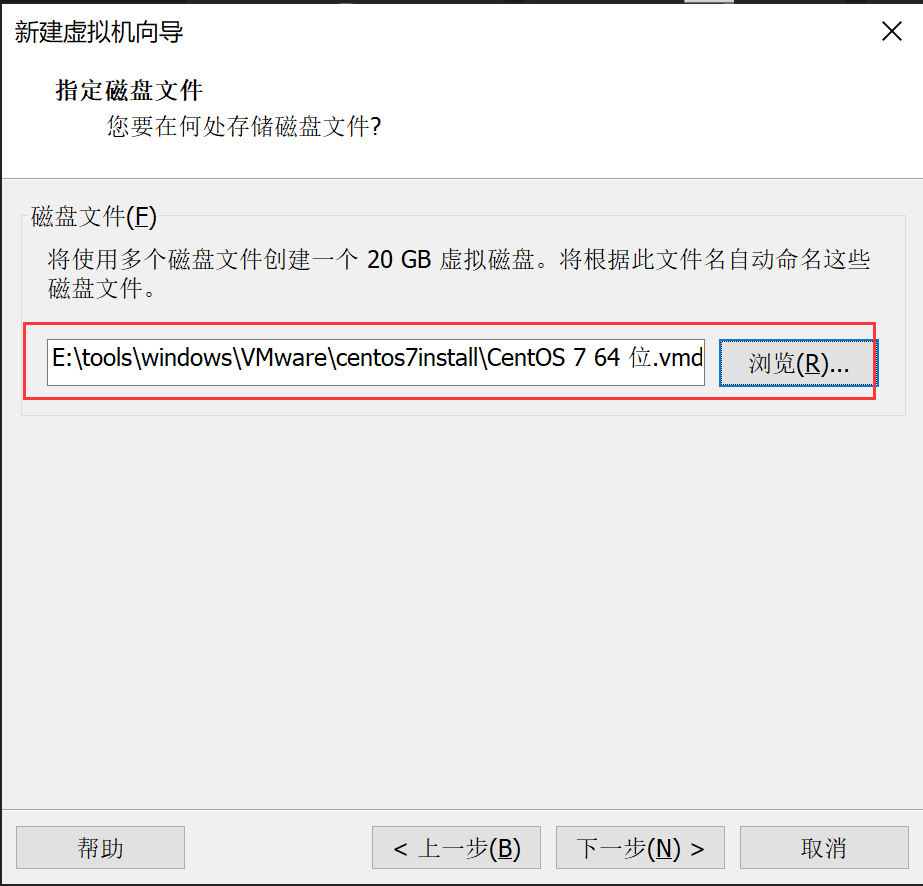 新建虚拟机向导
指定磁盘文件
您要在何处存储磁盘文件?
磁盘文件(F)
将使用多个磁盘文件创建一个 20 GB 虚拟磁盘。将根据此文件名自动命名这些
磁盘文件。
E:\tools\windows\VMware\centos7install\CentOS 7 64 位.vmd
浏览(R)...
帮助
< 上一步(B)
下一步(N) >
取消